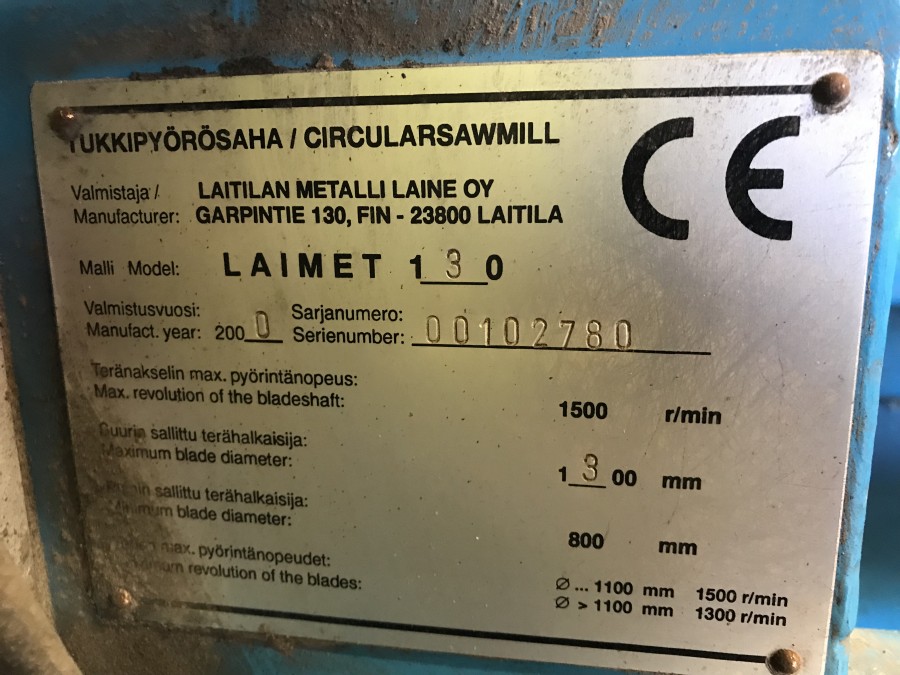 TUKKIPYÖRÖSAHA / CIRCULARSAWMILL
CE
Valmistaja / LAITILAN METALLI LAINE OY
Manufacturer: GARPINTIE 130, FIN - 23800 LAITILA
Malli Model: LAIMET 130
Valmistusvuosi: Sarjanumero:
Manufact. year: 2000 Serienumber: 00102780
Teränakselin max. pyörintänopeus:
Max. revolution of the bladeshaft: 1500 r/min
Suurin sallittu terähalkaisija:
Maximum blade diameter: 1300 mm
sallittu terähalkaisija:
Minimum blade diameter: 800 mm
max. pyörintänopeudet:
revolution of the blades: Ø ... 1100 mm 1500 r/min
Ø > 1100 mm 1300 r/min